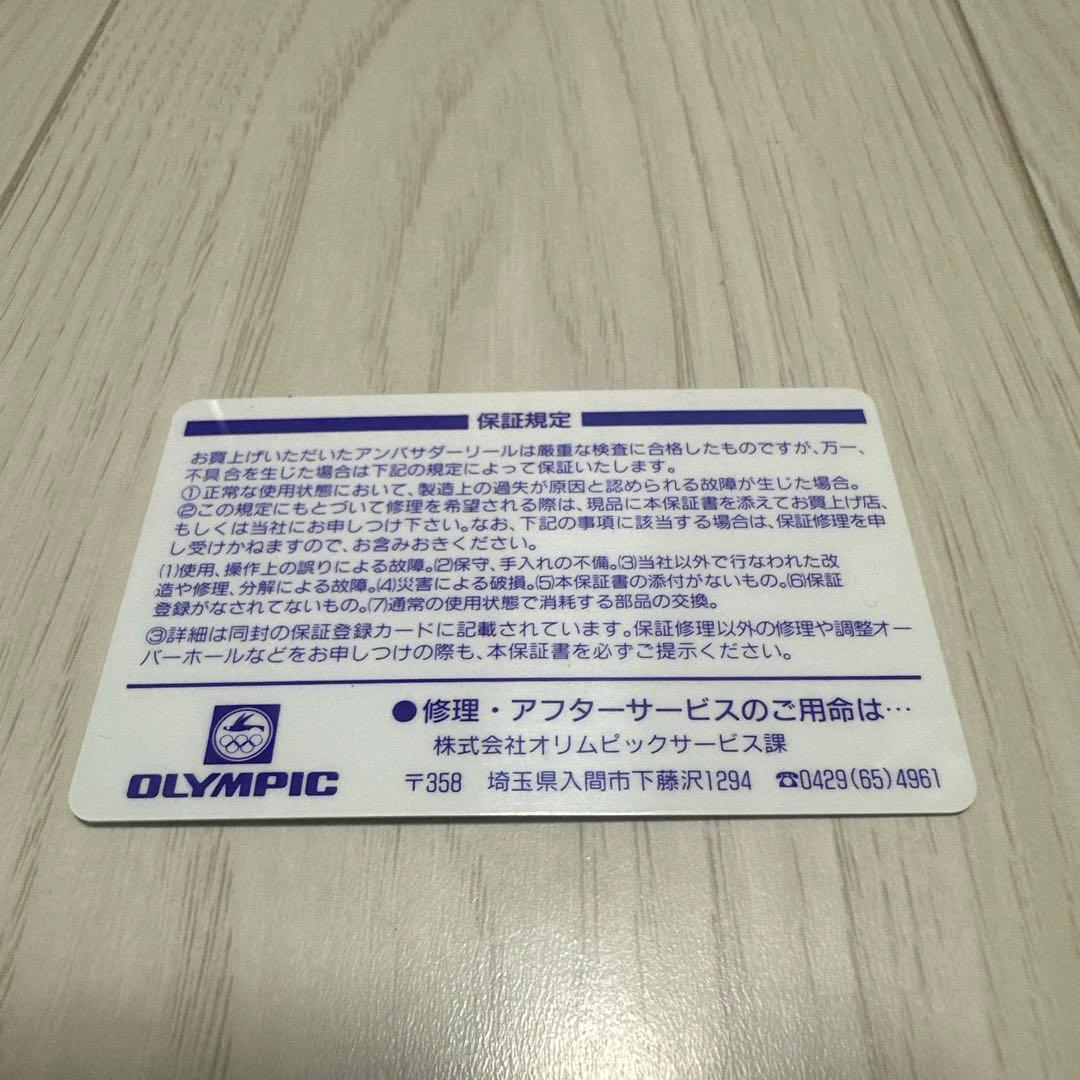 保証規定
お買上げいただいたアンバサダーリールは厳重な検査に合格したものですが、万一、
不具合を生じた場合は下記の規定によって保証いたします。
①正常な使用状態において、製造上の過失が原因と認められる故障が生じた場合。
②この規定にもとづいて修理を希望される際は、現品に本保証書を添えてお買上げ店、
もしくは当社にお申しつけ下さい。なお、下記の事項に該当する場合は、保証修理を申
し受けかねますので、お含みおきください。
(1)使用、操作上の誤りによる故障。(2)保守、手入れの不備。(3)当社以外で行なわれた改
造や修理、分解による故障。(4)災害による破損。(5)本保証書の添付がないもの。(6)保証
登録がなされてないもの。(7)通常の使用状態で消耗する部品の交換。
③詳細は同封の保証登録カードに記載されています。保証修理以外の修理や調整オー
バーホールなどをお申しつけの際も、本保証書を必ずご提示ください。
●修理・アフターサービスのご用命は…
株式会社オリムピックサービス課
OLYMPIC
〒358 埼玉県入間市下藤沢1294 ☎0429(65)4961